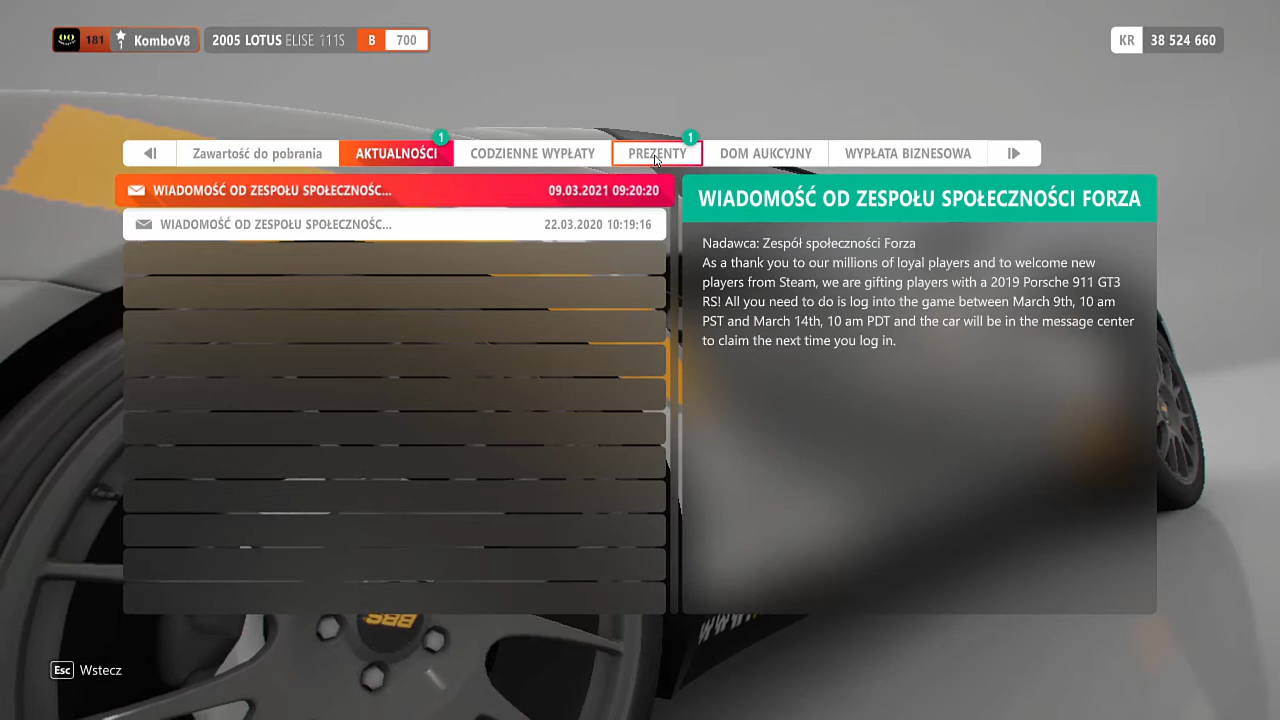 181 1 KomboV8 2005 LOTUS ELISE 111S B 700 KR 38 524 660
Zawartość do pobrania AKTUALNOŚCI 1 CODZIENNE WYPŁATY PREZENTY 1 DOM AUKCYJNY WYPŁATA BIZNESOWA
WIADOMOŚĆ OD ZESPOŁU SPOŁECZNOŚC... 09.03.2021 09:20:20
WIADOMOŚĆ OD ZESPOŁU SPOŁECZNOŚC... 22.03.2020 10:19:16
WIADOMOŚĆ OD ZESPOŁU SPOŁECZNOŚCI FORZA
Nadawca: Zespół społeczności Forza
As a thank you to our millions of loyal players and to welcome new
players from Steam, we are gifting players with a 2019 Porsche 911 GT3
RS! All you need to do is log into the game between March 9th, 10 am
PST and March 14th, 10 am PDT and the car will be in the message center
to claim the next time you log in.
BBS
Esc Wstecz